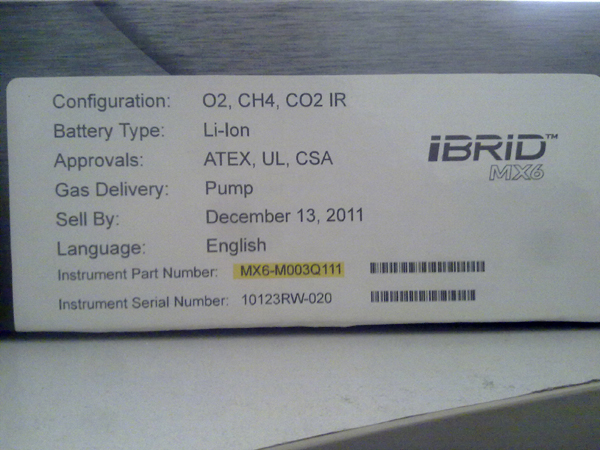 Configuration: O2, CH4, CO2 IR
Battery Type: Li-Ion
Approvals: ATEX, UL, CSA
Gas Delivery: Pump
Sell By: December 13, 2011
Language: English
Instrument Part Number: MX6-M003Q111
Instrument Serial Number: 10123RW-020
iBRiD™
MX6